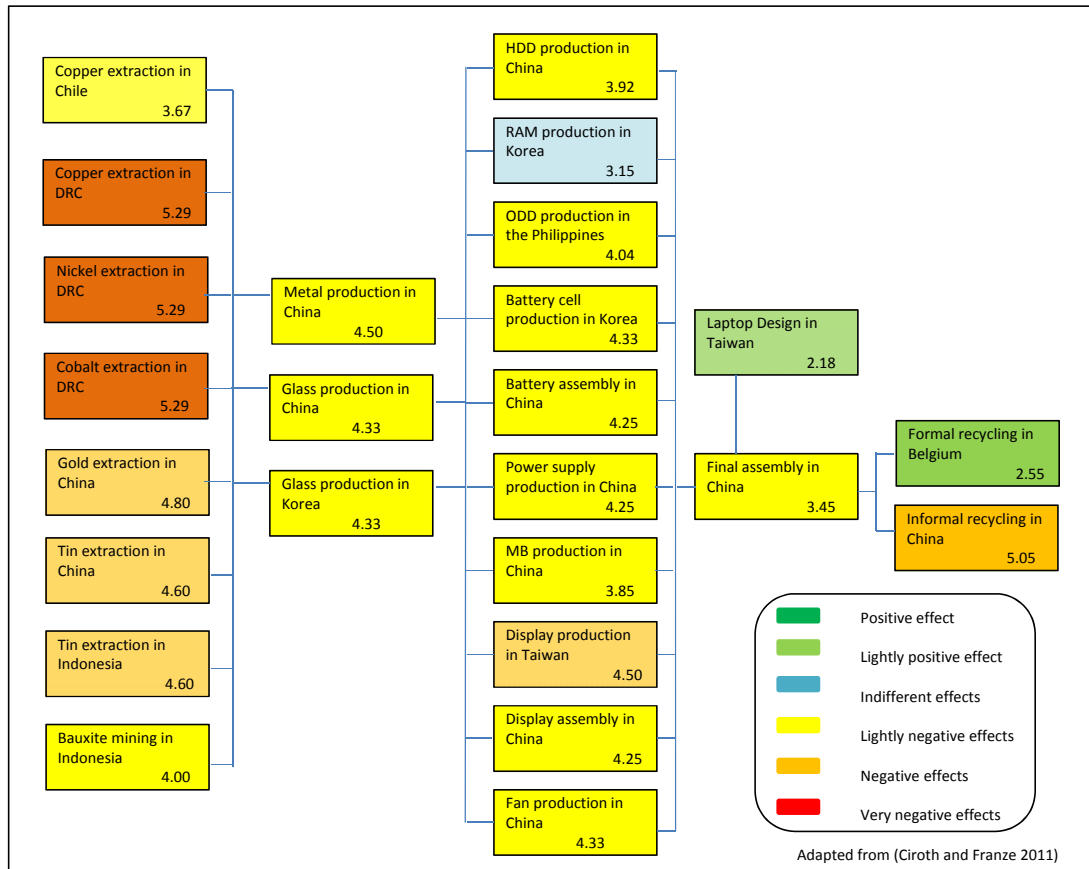 Copper extraction in
Chile
3.67
Copper extraction in
DRC
5.29
Nickel extraction in
DRC
5.29
Cobalt extraction in
DRC
5.29
Gold extraction in
China
4.80
Tin extraction in
China
4.60
Tin extraction in
Indonesia
4.60
Bauxite mining in
Indonesia
4.00
Metal production in
China
4.50
Glass production in
China
4.33
Glass production in
Korea
4.33
HDD production in
China
3.92
RAM production in
Korea
3.15
ODD production in
the Philippines
4.04
Battery cell
production in Korea
4.33
Battery assembly in
China
4.25
Power supply
production in China
4.25
MB production in
China
3.85
Display production
in Taiwan
4.50
Display assembly in
China
4.25
Fan production in
China
4.33
Laptop Design in
Taiwan
2.18
Final assembly in
China
3.45
Formal recycling in
Belgium
2.55
Informal recycling in
China
5.05
Positive effect
Lightly positive effect
Indifferent effects
Lightly negative effects
Negative effects
Very negative effects
Adapted from (Ciroth and Franze 2011)